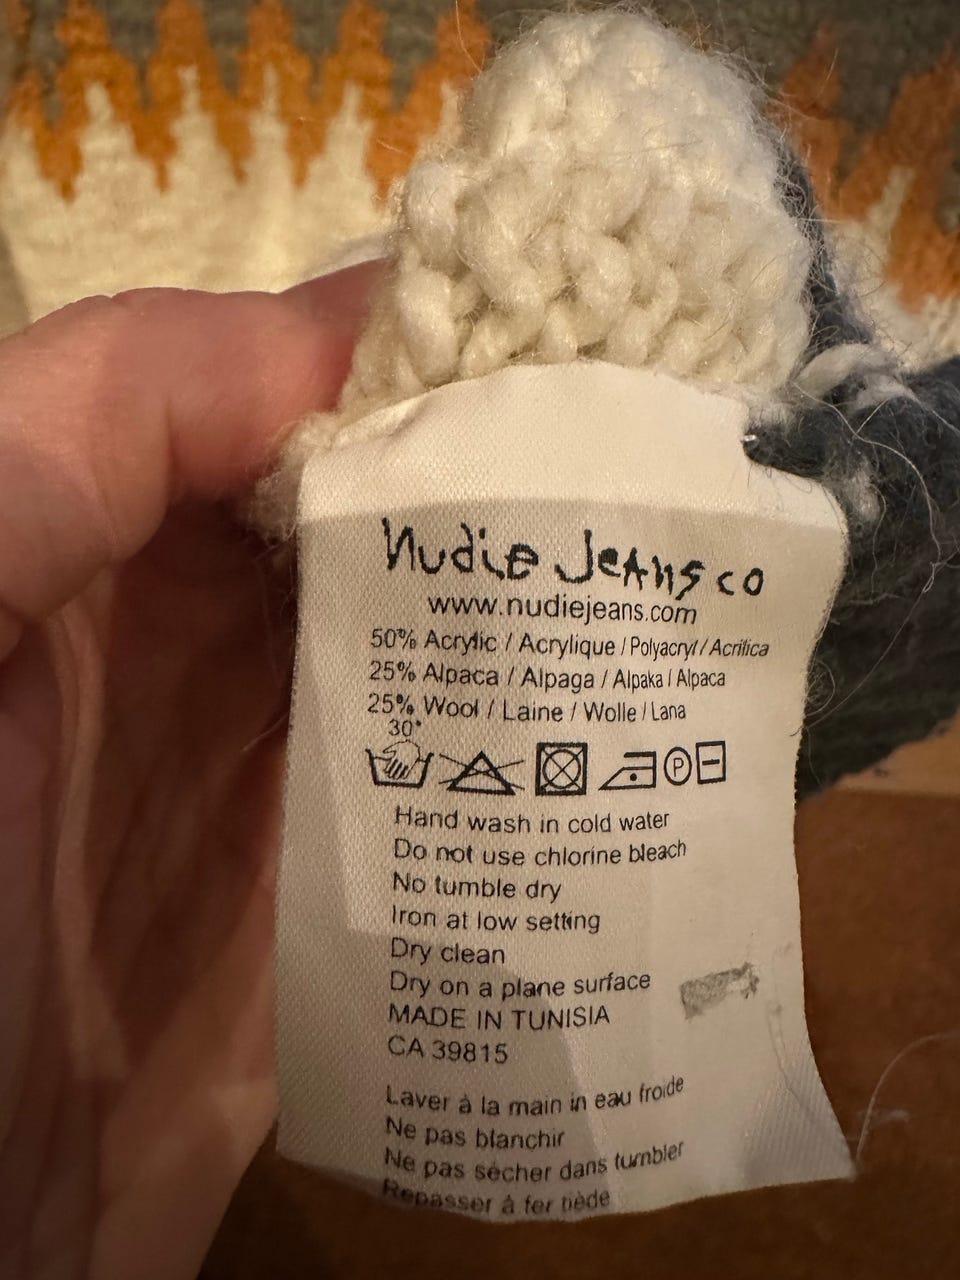 Nudie Jeans co
www.nudiejeans.com
50% Acrylic / Acrylique / Polyacryl / Acrilica
25% Alpaca / Alpaga / Alpaka / Alpaca
25% Wool / Laine / Wolle / Lana
30°
P
Hand wash in cold water
Do not use chlorine bleach
No tumble dry
Iron at low setting
Dry clean
Dry on a plane surface
MADE IN TUNISIA
CA 39815
Laver à la main in eau froide
Ne pas blanchir
Ne pas sécher dans tumbler
Repasser à fer tiède